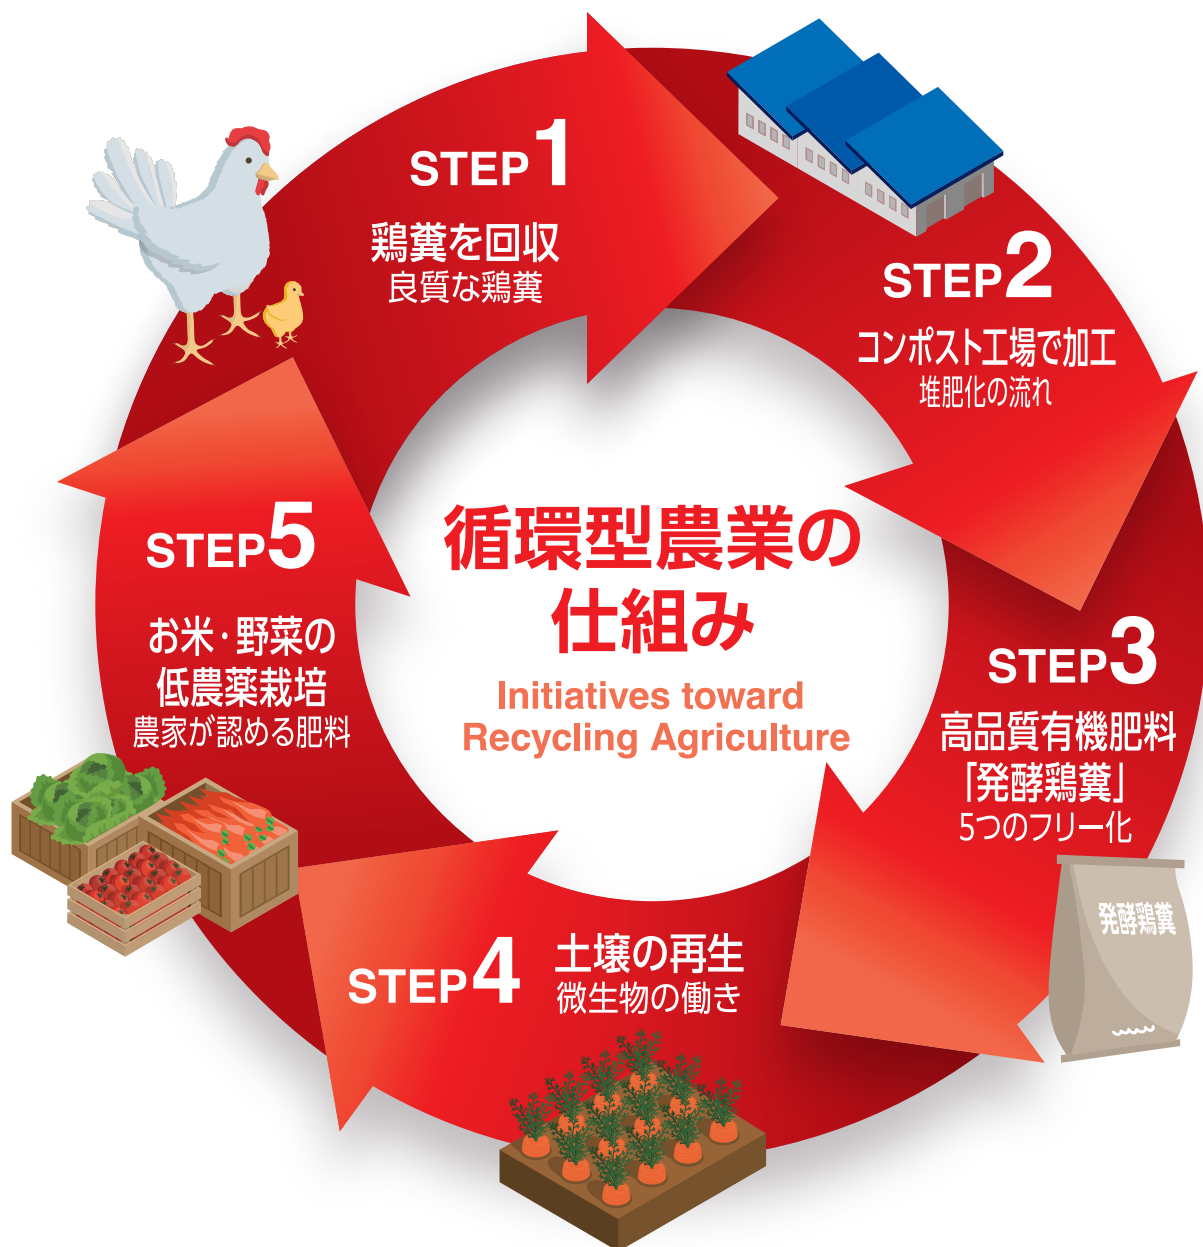 STEP1
鶏糞を回収
良質な鶏糞
STEP2
コンポスト工場で加工
堆肥化の流れ
STEP3
高品質有機肥料
「発酵鶏糞」
5つのフリー化
発酵鶏糞
STEP4
土壌の再生
微生物の働き
STEP5
お米・野菜の
低農薬栽培
農家が認める肥料
循環型農業の
仕組み
Initiatives toward
Recycling Agriculture